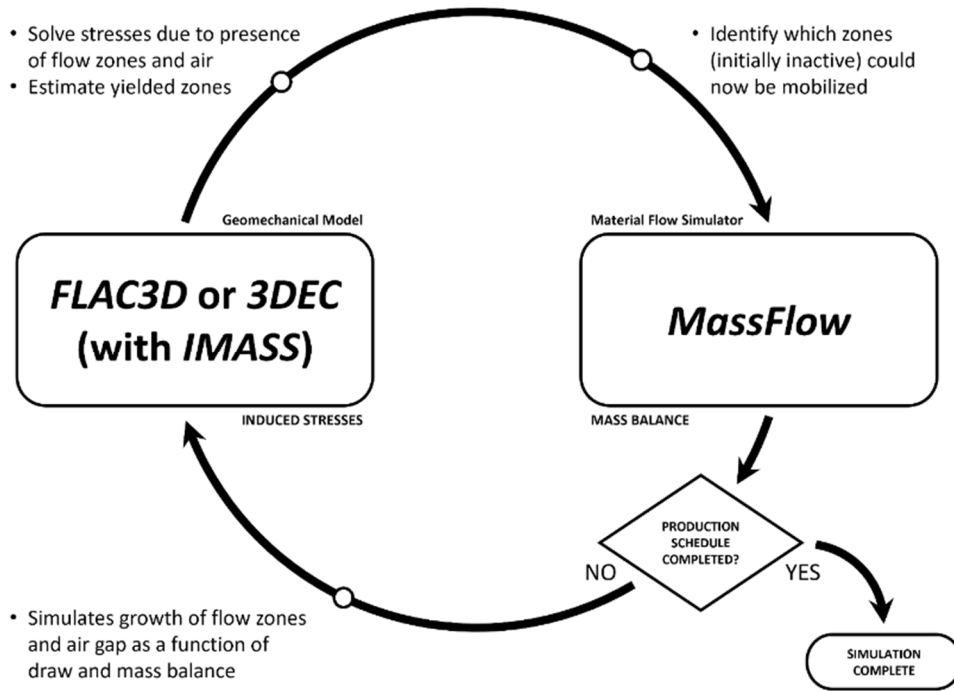 • Solve stresses due to presence
of flow zones and air
• Estimate yielded zones
• Identify which zones
(initially inactive) could
now be mobilized
Geomechanical Model
FLAC3D or 3DEC
(with IMASS)
INDUCED STRESSES
Material Flow Simulator
MassFlow
MASS BALANCE
PRODUCTION
SCHEDULE
COMPLETED?
NO
YES
• Simulates growth of flow zones
and air gap as a function of
draw and mass balance
SIMULATION
COMPLETE